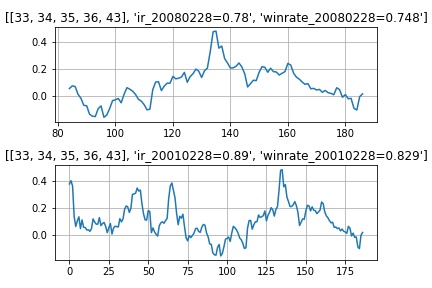 [[33, 34, 35, 36, 43], 'ir_20080228=0.78', 'winrate_20080228=0.748']
0.4
0.2
0.0
80 100 120 140 160 180
[[33, 34, 35, 36, 43], 'ir_20010228=0.89', 'winrate_20010228=0.829']
0.4
0.2
0.0
0 25 50 75 100 125 150 175